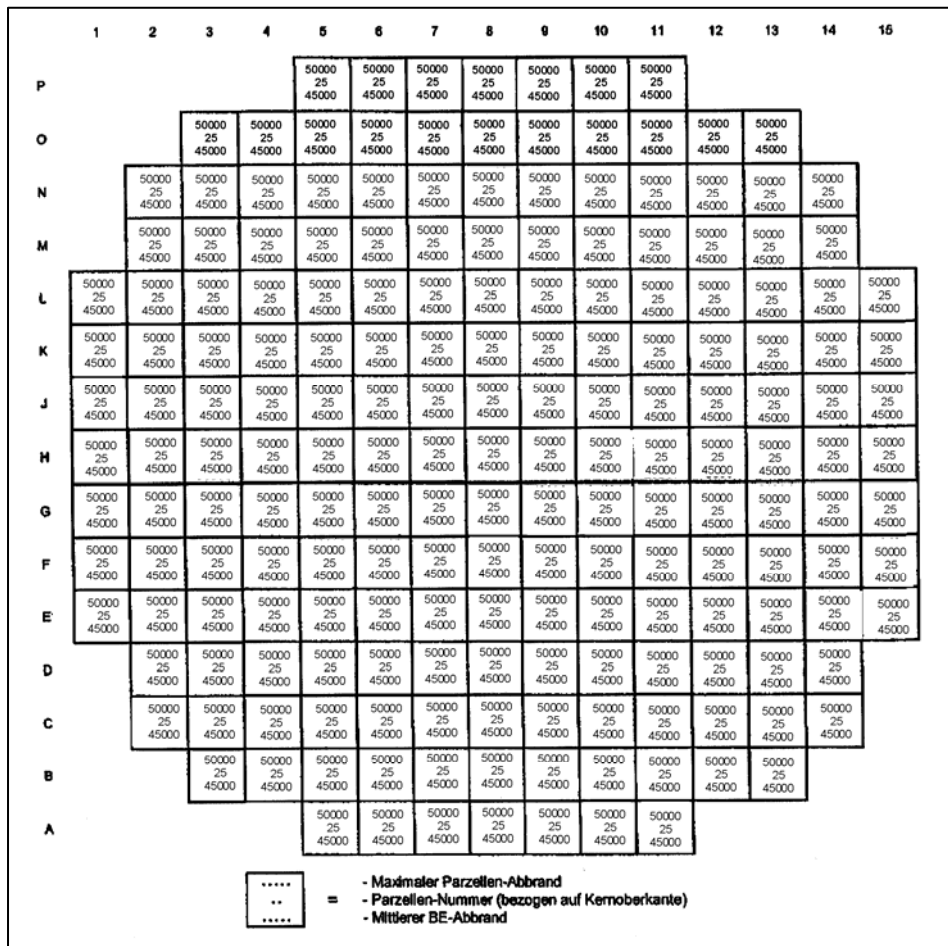 1 2 3 4 5 6 7 8 9 10 11 12 13 14 15
50000 50000 50000 50000 50000 50000 50000
P 25 25 25 25 25 25 25
45000 45000 45000 45000 45000 45000 45000
50000 50000 50000 50000 50000 50000 50000 50000 50000 50000 50000
O 25 25 25 25 25 25 25 25 25 25 25
45000 45000 45000 45000 45000 45000 45000 45000 45000 45000 45000
50000 50000 50000 50000 50000 50000 50000 50000 50000 50000 50000 50000 50000
N 25 25 25 25 25 25 25 25 25 25 25 25 25
45000 45000 45000 45000 45000 45000 45000 45000 45000 45000 45000 45000 45000
50000 50000 50000 50000 50000 50000 50000 50000 50000 50000 50000 50000 50000
M 25 25 25 25 25 25 25 25 25 25 25 25 25
45000 45000 45000 45000 45000 45000 45000 45000 45000 45000 45000 45000 45000
50000 50000 50000 50000 50000 50000 50000 50000 50000 50000 50000 50000 50000 50000 50000
L 25 25 25 25 25 25 25 25 25 25 25 25 25 25 25
45000 45000 45000 45000 45000 45000 45000 45000 45000 45000 45000 45000 45000 45000 45000
50000 50000 50000 50000 50000 50000 50000 50000 50000 50000 50000 50000 50000 50000 50000
K 25 25 25 25 25 25 25 25 25 25 25 25 25 25 25
45000 45000 45000 45000 45000 45000 45000 45000 45000 45000 45000 45000 45000 45000 45000
50000 50000 50000 50000 50000 50000 50000 50000 50000 50000 50000 50000 50000 50000 50000
J 25 25 25 25 25 25 25 25 25 25 25 25 25 25 25
45000 45000 45000 45000 45000 45000 45000 45000 45000 45000 45000 45000 45000 45000 45000
50000 50000 50000 50000 50000 50000 50000 50000 50000 50000 50000 50000 50000 50000 50000
H 25 25 25 25 25 25 25 25 25 25 25 25 25 25 25
45000 45000 45000 45000 45000 45000 45000 45000 45000 45000 45000 45000 45000 45000 45000
50000 50000 50000 50000 50000 50000 50000 50000 50000 50000 50000 50000 50000 50000 50000
G 25 25 25 25 25 25 25 25 25 25 25 25 25 25 25
45000 45000 45000 45000 45000 45000 45000 45000 45000 45000 45000 45000 45000 45000 45000
50000 50000 50000 50000 50000 50000 50000 50000 50000 50000 50000 50000 50000 50000 50000
F 25 25 25 25 25 25 25 25 25 25 25 25 25 25 25
45000 45000 45000 45000 45000 45000 45000 45000 45000 45000 45000 45000 45000 45000 45000
50000 50000 50000 50000 50000 50000 50000 50000 50000 50000 50000 50000 50000 50000 50000
E 25 25 25 25 25 25 25 25 25 25 25 25 25 25 25
45000 45000 45000 45000 45000 45000 45000 45000 45000 45000 45000 45000 45000 45000 45000
50000 50000 50000 50000 50000 50000 50000 50000 50000 50000 50000 50000 50000
D 25 25 25 25 25 25 25 25 25 25 25 25 25
45000 45000 45000 45000 45000 45000 45000 45000 45000 45000 45000 45000 45000
50000 50000 50000 50000 50000 50000 50000 50000 50000 50000 50000 50000 50000
C 25 25 25 25 25 25 25 25 25 25 25 25 25
45000 45000 45000 45000 45000 45000 45000 45000 45000 45000 45000 45000 45000
50000 50000 50000 50000 50000 50000 50000 50000 50000 50000 50000
B 25 25 25 25 25 25 25 25 25 25 25
45000 45000 45000 45000 45000 45000 45000 45000 45000 45000 45000
50000 50000 50000 50000 50000 50000 50000
A 25 25 25 25 25 25 25
45000 45000 45000 45000 45000 45000 45000
..... - Maximaler Parzellen-Abbrand
.. = - Parzellen-Nummer (bezogen auf Kernoberkante)
..... - Mittlerer BE-Abbrand